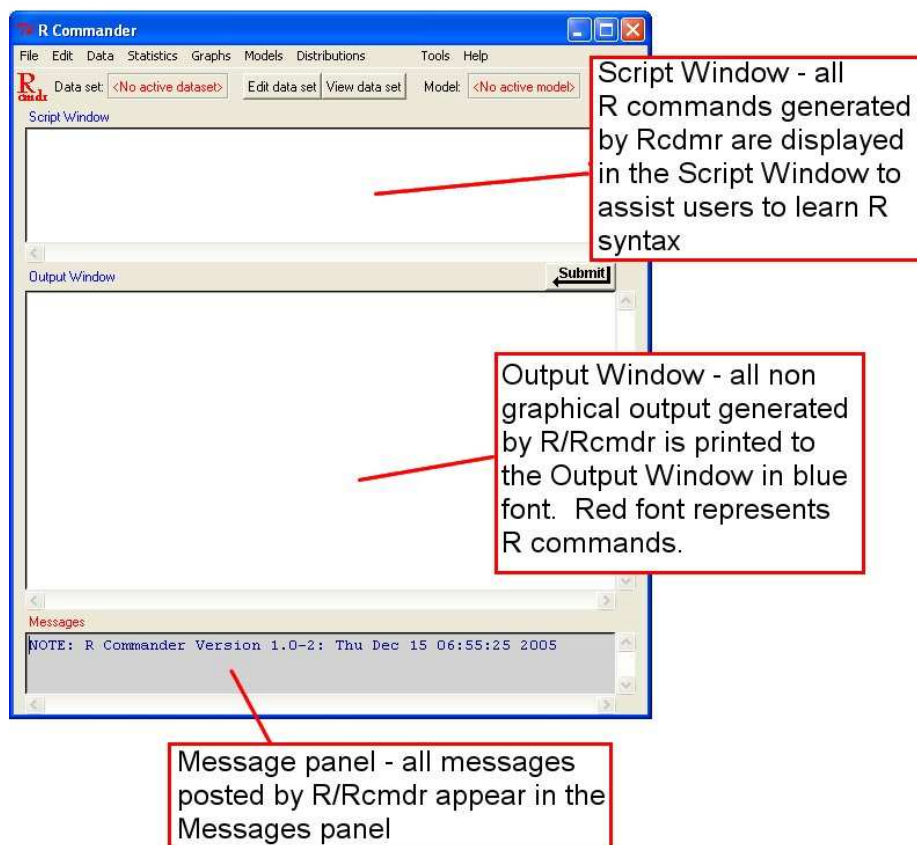 R Commander
File Edit Data Statistics Graphs Models Distributions Tools Help
R
cmdr
Data set: <No active dataset> Edit data set View data set Model: <No active model>
Script Window
Script Window - all
R commands generated
by Rcdmr are displayed
in the Script Window to
assist users to learn R
syntax
Output Window
Submit
Output Window - all non
graphical output generated
by R/Rcmdr is printed to
the Output Window in blue
font. Red font represents
R commands.
Messages
NOTE: R Commander Version 1.0-2: Thu Dec 15 06:55:25 2005
Message panel - all messages
posted by R/Rcmdr appear in the
Messages panel